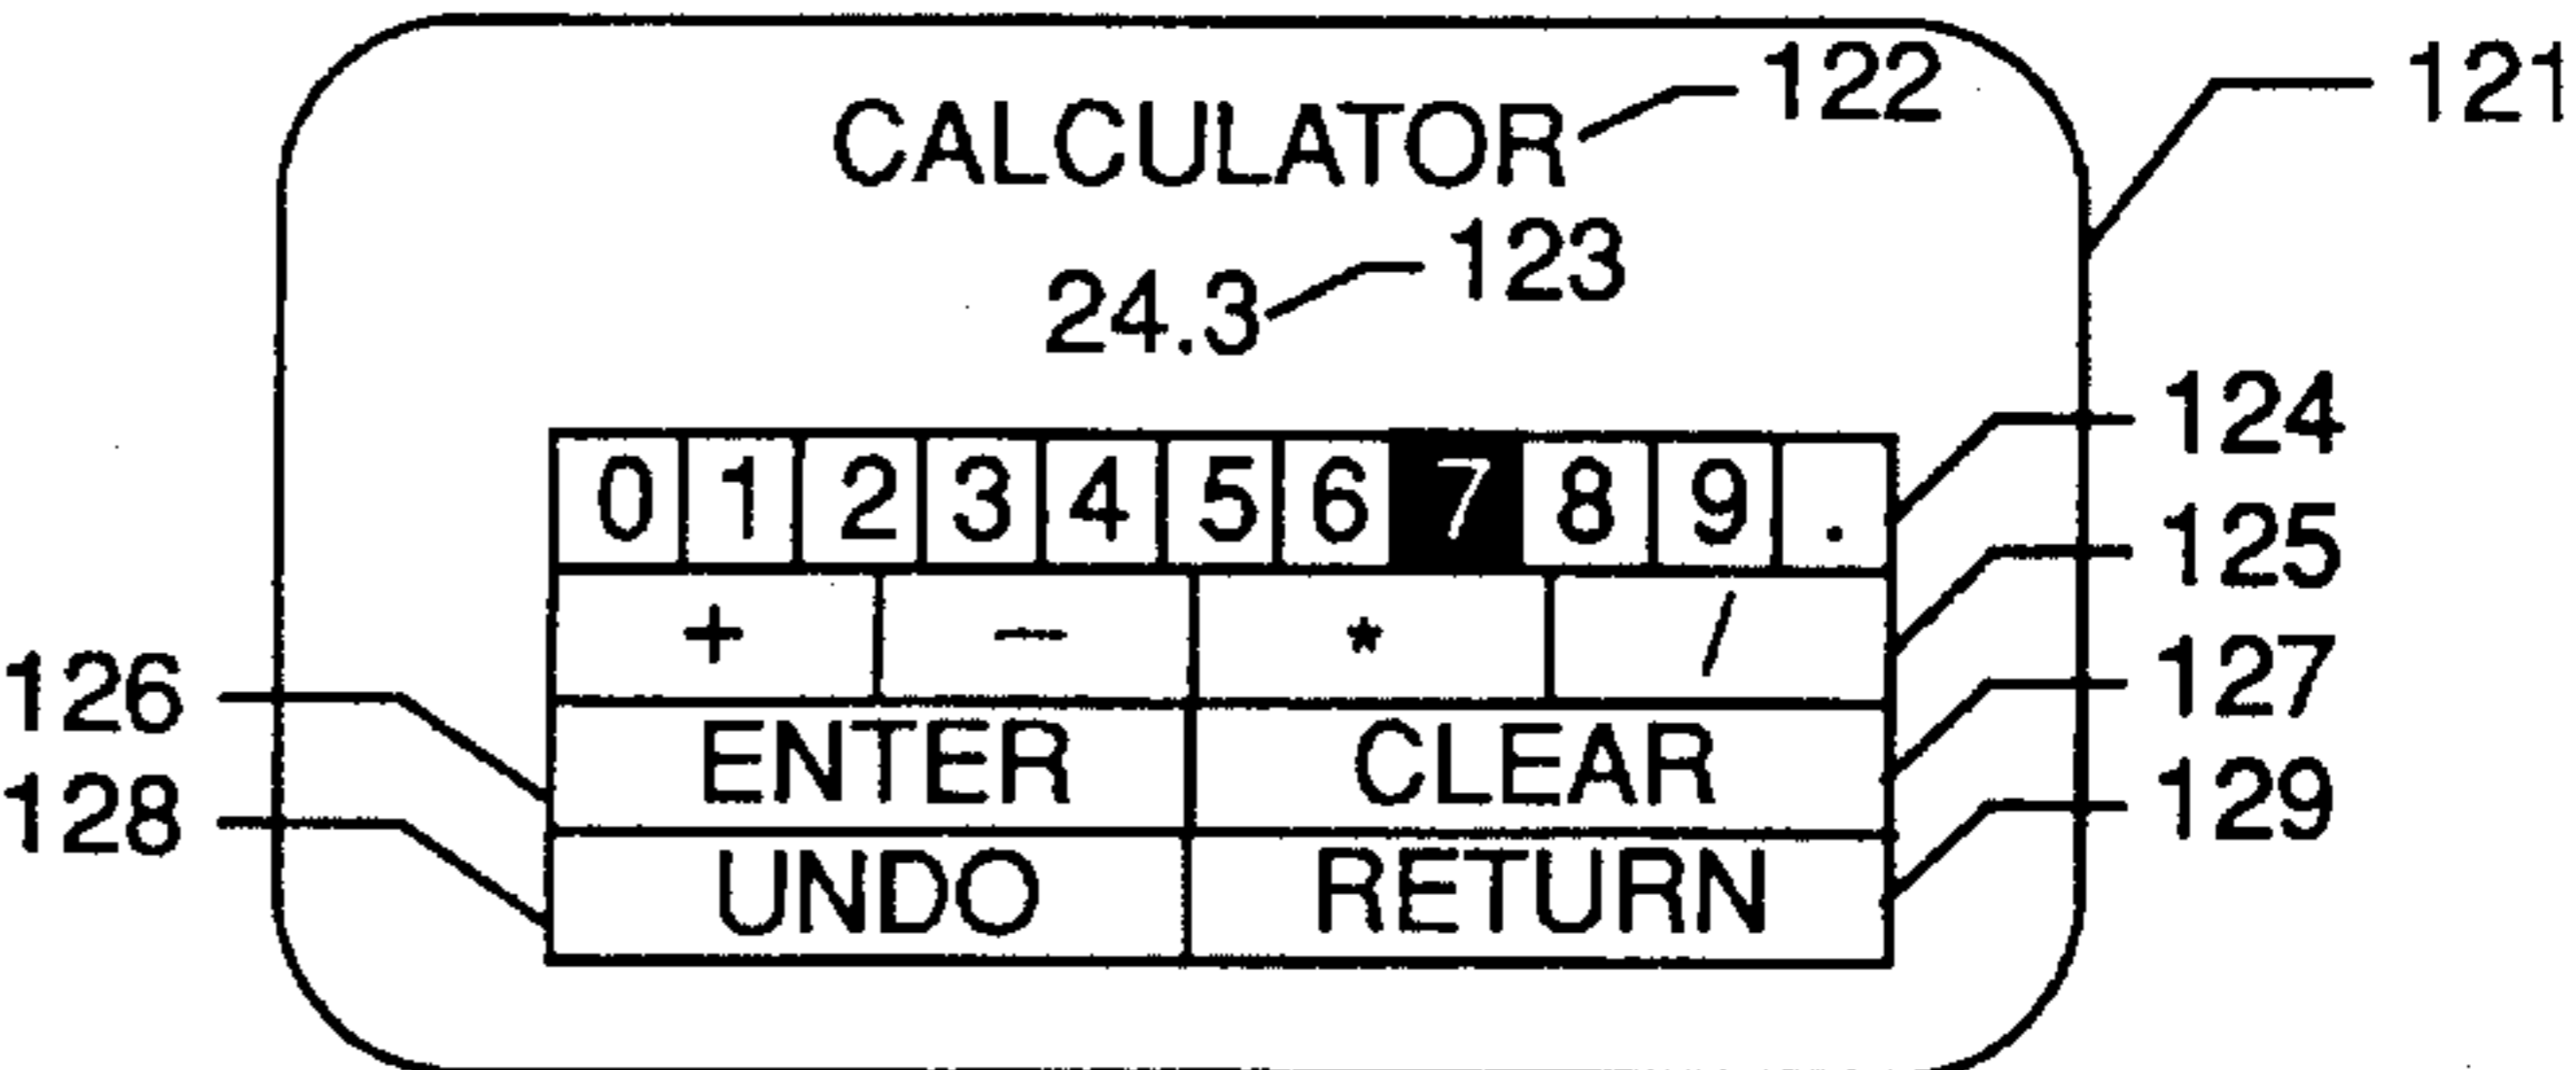 CALCULATOR 122 121
24.3 123
124
0 1 2 3 4 5 6 7 8 9 .
125
+ − * /
126 ENTER CLEAR 127
128 UNDO RETURN 129